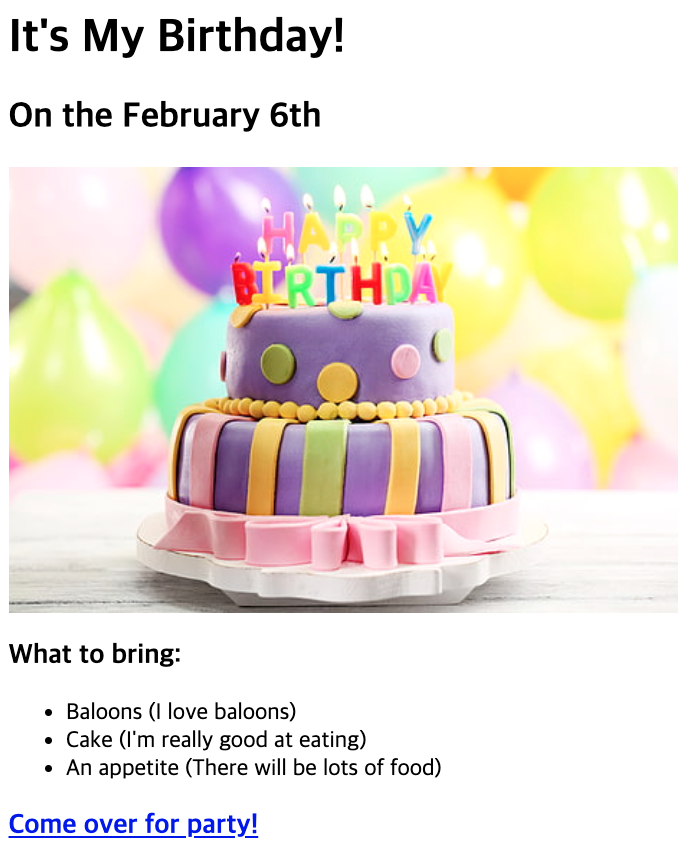 It's My Birthday!
On the February 6th
HAPPY
BIRTHDAY
What to bring:
Baloons (I love baloons)
Cake (I'm really good at eating)
An appetite (There will be lots of food)
Come over for party!